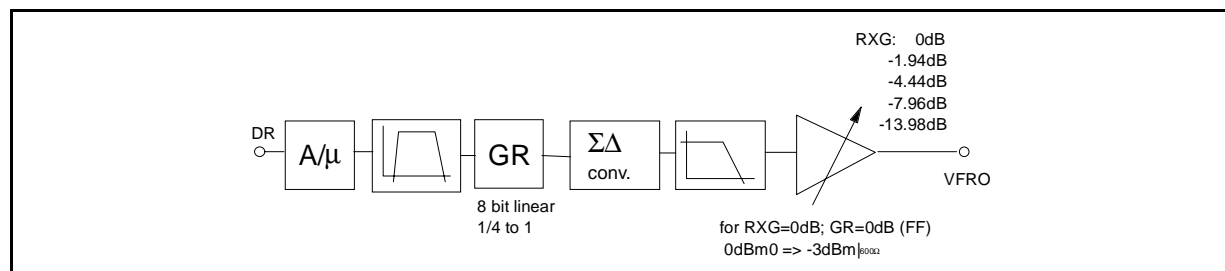 RXG: 0dB
-1.94dB
-4.44dB
-7.96dB
-13.98dB
DR
A/μ
GR
ΣΔ
conv.
VFRO
8 bit linear
1/4 to 1
for RXG=0dB; GR=0dB (FF)
0dBm0 => -3dBm|600Ω